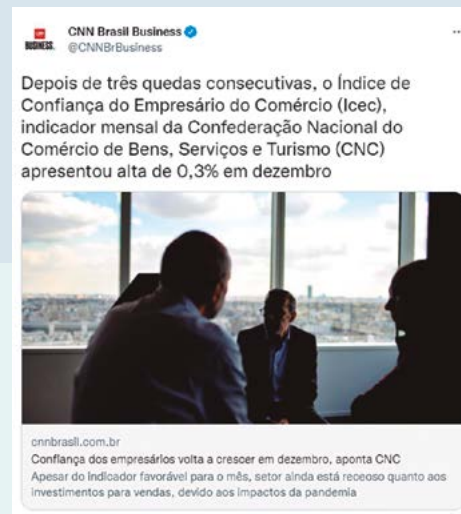 CNN Brasil Business
BUSINESS.
@CNNBrBusiness
Depois de três quedas consecutivas, o Índice de
Confiança do Empresário do Comércio (Icec),
indicador mensal da Confederação Nacional do
Comércio de Bens, Serviços e Turismo (CNC)
apresentou alta de 0,3% em dezembro
cnnbrasil.com.br
Confiança dos empresários volta a crescer em dezembro, aponta CNC
Apesar do indicador favorável para o mês, setor ainda está receoso quanto aos
investimentos para vendas, devido aos impactos da pandemia